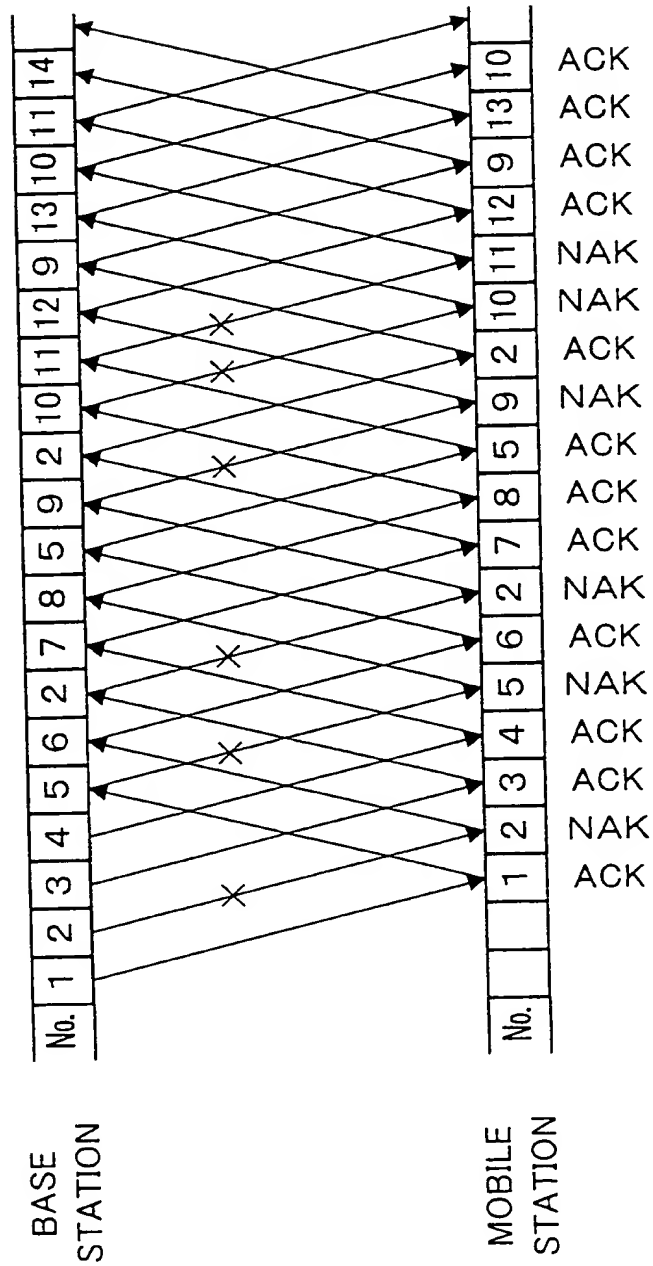 BASE
STATION
No. 1 2 3 4 5 6 2 7 8 5 9 2 10 11 12 9 13 10 11 14
MOBILE
STATION
No. 1 2 3 4 5 6 2 7 8 5 9 2 10 11 12 9 13 10
ACK
ACK
ACK
ACK
NAK
NAK
ACK
NAK
ACK
ACK
ACK
NAK
ACK
NAK
ACK
ACK
NAK
ACK